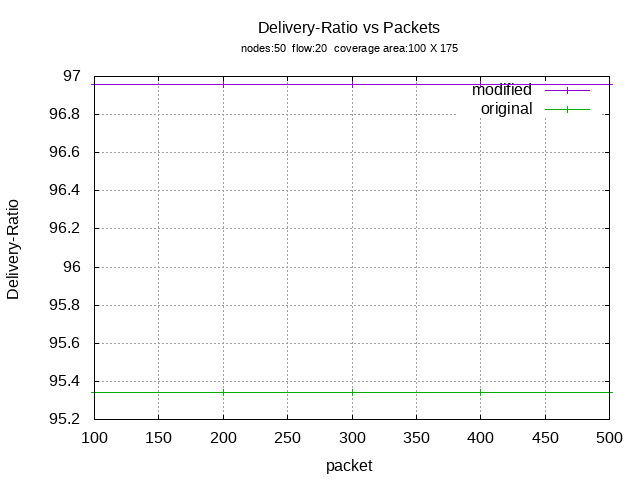 Delivery-Ratio vs Packets
nodes:50  flow:20  coverage area:100 X 175
97
96.8
96.6
96.4
96.2
96
95.8
95.6
95.4
95.2
Delivery-Ratio
modified
original
100 150 200 250 300 350 400 450 500
packet